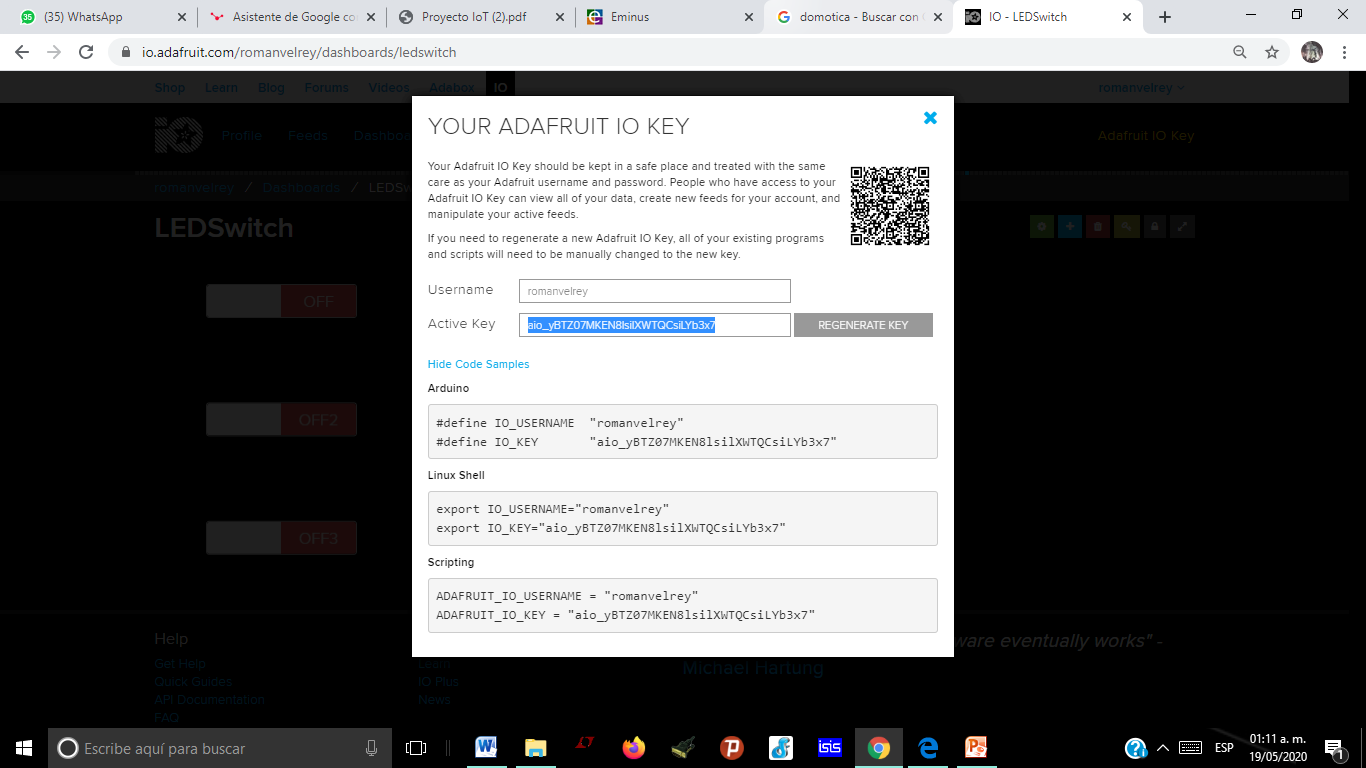 (35) WhatsApp
Asistente de Google co
Proyecto IoT (2).pdf
Eminus
domotica - Buscar con
IO - LEDSwitch
io.adafruit.com/romanvelrey/dashboards/ledswitch
Shop Learn Blog Forums Videos Adabox IO
romanvelrey
Profile Feeds Dashboa
Adafruit IO Key
romanvelrey / Dashboards / LEDSw
LEDSwitch
OFF
OFF2
OFF3
YOUR ADAFRUIT IO KEY
Your Adafruit IO Key should be kept in a safe place and treated with the same
care as your Adafruit username and password. People who have access to your
Adafruit IO Key can view all of your data, create new feeds for your account, and
manipulate your active feeds.
If you need to regenerate a new Adafruit IO Key, all of your existing programs
and scripts will need to be manually changed to the new key.
Username romanvelrey
Active Key aio_yBTZ07MKEN8lsilXWTQCsiLYb3x7 REGENERATE KEY
Hide Code Samples
Arduino
#define IO_USERNAME "romanvelrey"
#define IO_KEY "aio_yBTZ07MKEN8lsilXWTQCsiLYb3x7"
Linux Shell
export IO_USERNAME="romanvelrey"
export IO_KEY="aio_yBTZ07MKEN8lsilXWTQCsiLYb3x7"
Scripting
ADAFRUIT_IO_USERNAME = "romanvelrey"
ADAFRUIT_IO_KEY = "aio_yBTZ07MKEN8lsilXWTQCsiLYb3x7"
Help
Get Help
Quick Guides
API Documentation
FAQ
Learn
IO Plus
News
ware eventually works" -
Michael Hartung
Escribe aquí para buscar
isis
ESP
01:11 a. m.
19/05/2020
1